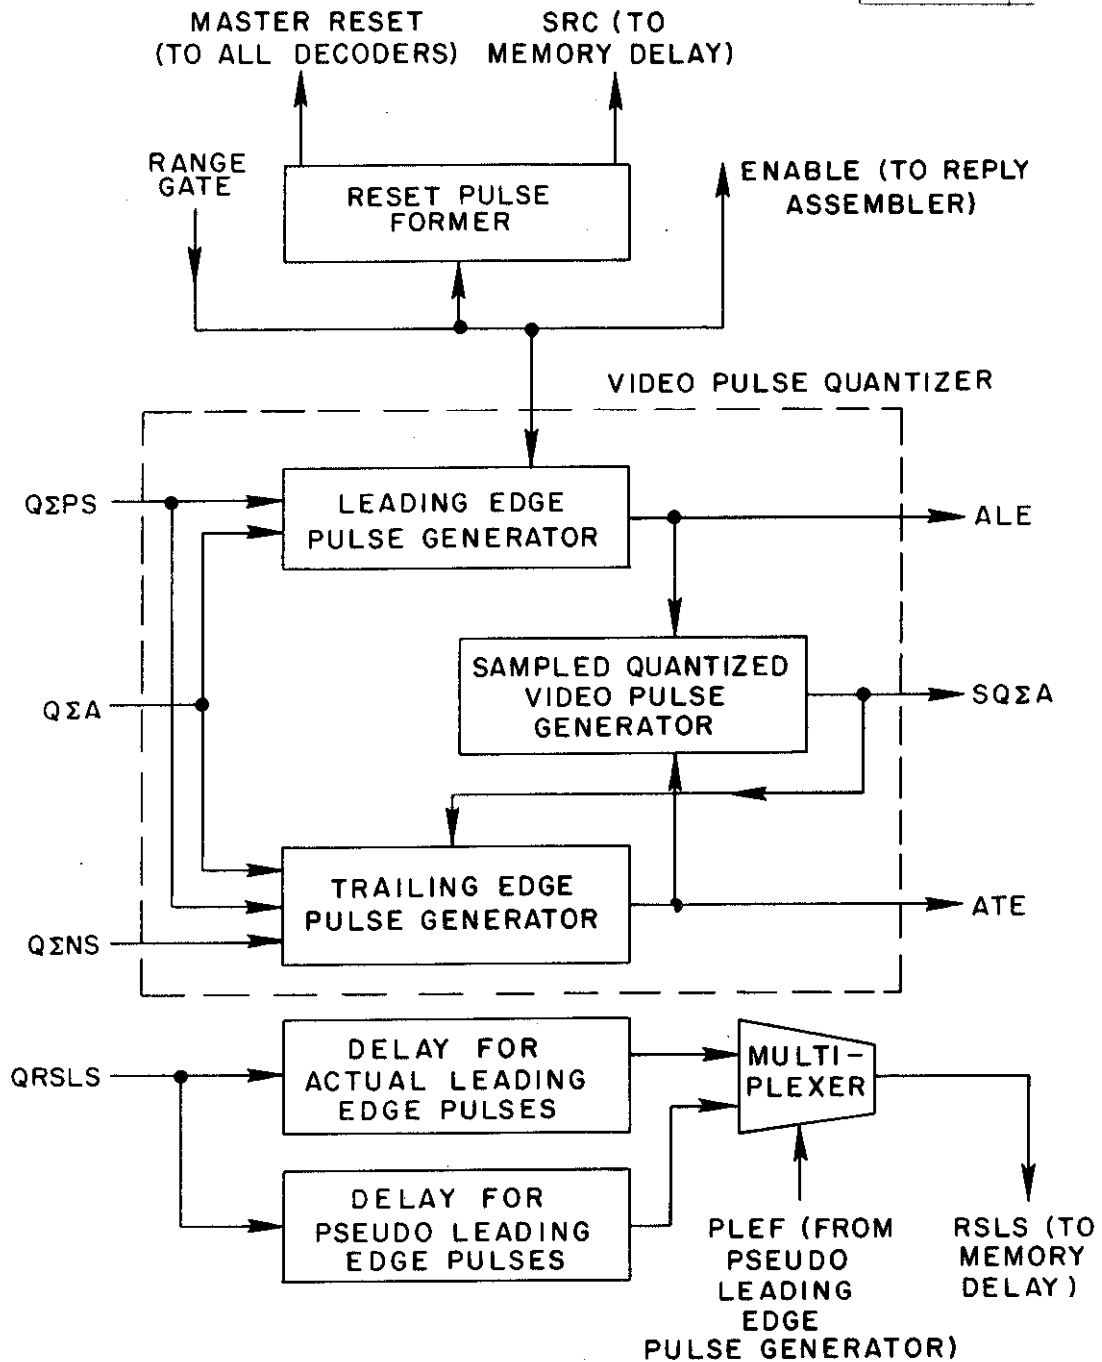 MASTER RESET
(TO ALL DECODERS)
SRC (TO
MEMORY DELAY)
RANGE
GATE
RESET PULSE
FORMER
ENABLE (TO REPLY
ASSEMBLER)
VIDEO PULSE QUANTIZER
QΣPS
LEADING EDGE
PULSE GENERATOR
ALE
SAMPLED QUANTIZED
VIDEO PULSE
GENERATOR
QΣA
SQΣA
TRAILING EDGE
PULSE GENERATOR
ATE
QΣNS
QRSLS
DELAY FOR
ACTUAL LEADING
EDGE PULSES
MULTI-
PLEXER
DELAY FOR
PSEUDO LEADING
EDGE PULSES
PLEF (FROM
PSEUDO
LEADING
EDGE
PULSE GENERATOR)
RSLS (TO
MEMORY
DELAY)